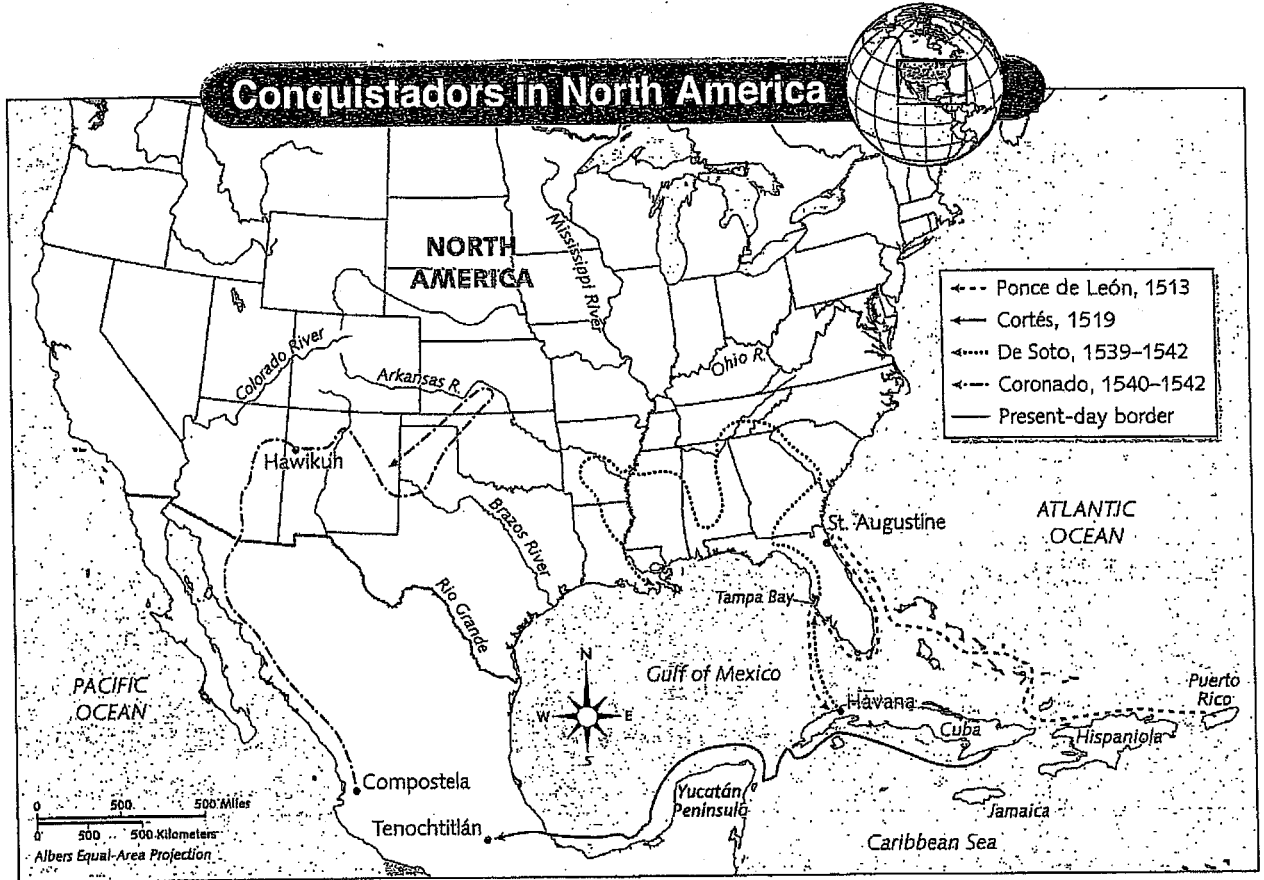 Conquistadors in North America
NORTH
AMERICA
Mississippi River
Ponce de León, 1513
Cortés, 1519
De Soto, 1539–1542
Coronado, 1540–1542
Present-day border
Colorado River
Ohio R.
Arkansas R.
Hawikuh
Brazos River
Rio Grande
ATLANTIC
OCEAN
St. Augustine
Tampa Bay
PACIFIC
OCEAN
Gulf of Mexico
N
W
E
S
Havana
Cuba
Puerto
Rico
Hispaniola
Compostela
Yucatán
Peninsula
Jamaica
Tenochtitlán
Caribbean Sea
0 500 500 Miles
0 500 500 Kilometers
Albers Equal-Area Projection